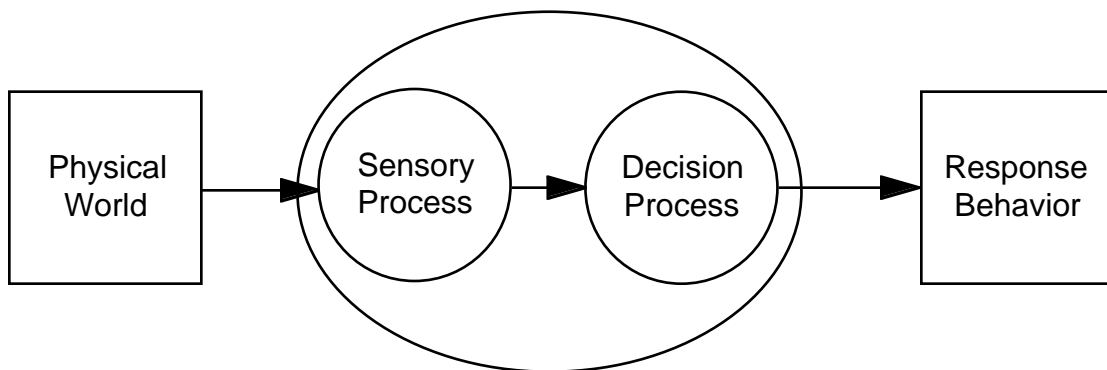 Physical
World
Sensory
Process
Decision
Process
Response
Behavior